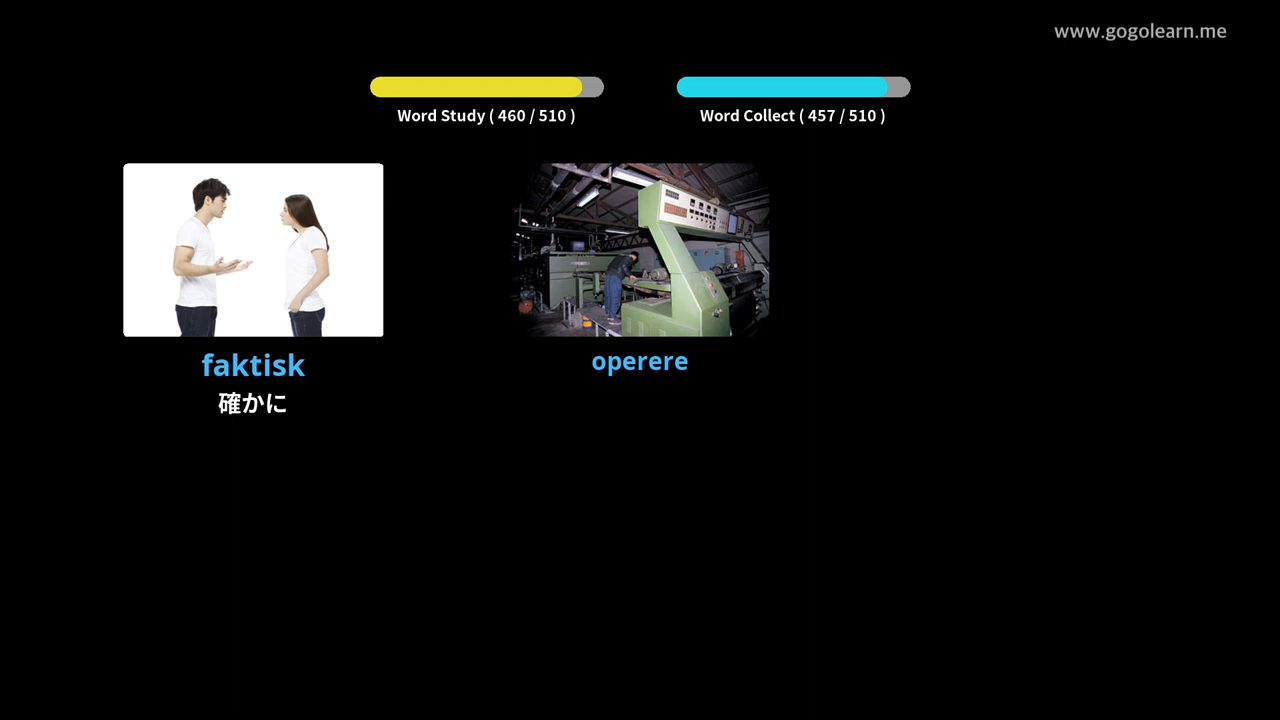 www.gogolearn.me
Word Study ( 460 / 510 )
Word Collect ( 457 / 510 )
faktisk
確かに
operere